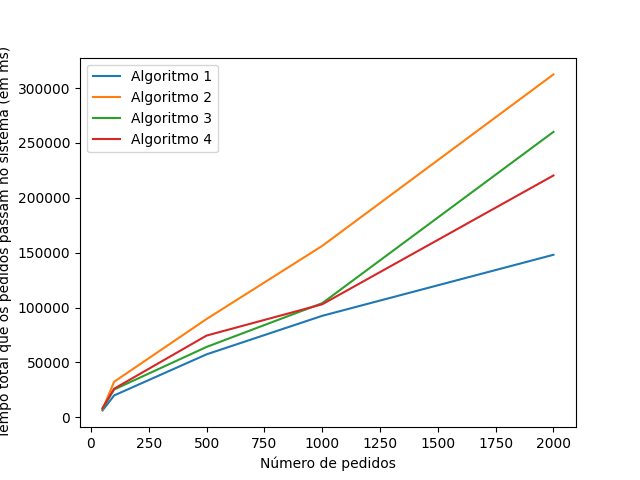 Algoritmo 1
Algoritmo 2
Algoritmo 3
Algoritmo 4
Tempo total que os pedidos passam no sistema (em ms)
300000
250000
200000
150000
100000
50000
0
0 250 500 750 1000 1250 1500 1750 2000
Número de pedidos